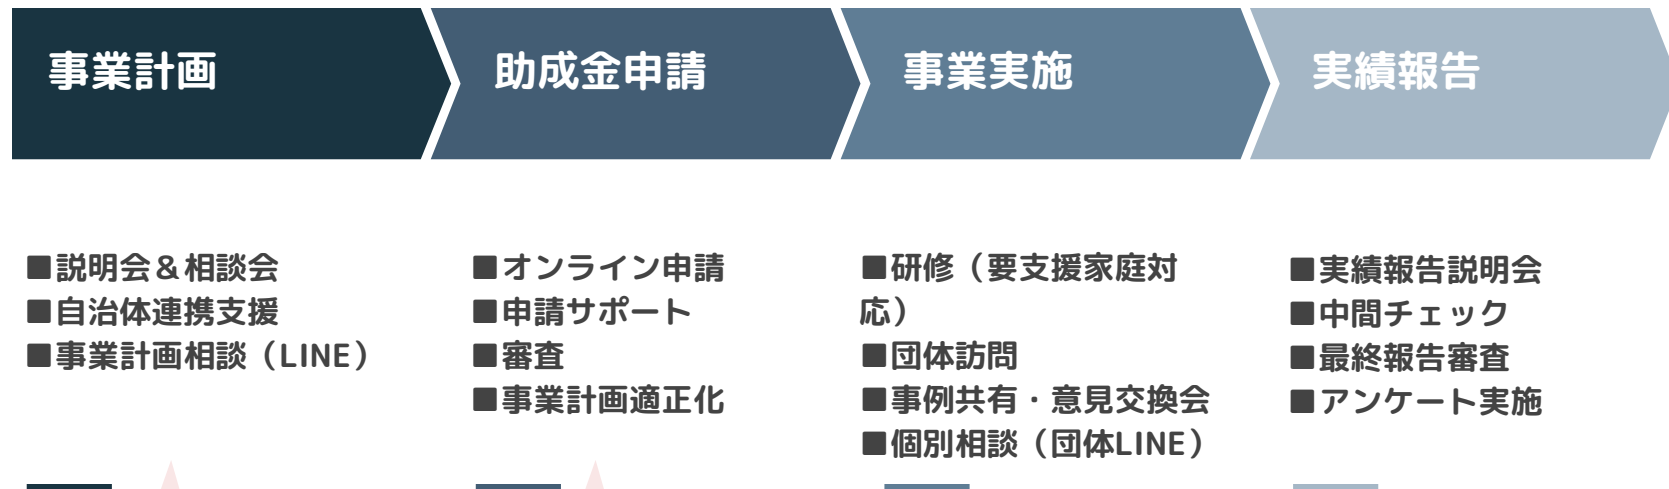 事業計画
助成金申請
事業実施
実績報告
■説明会＆相談会
■自治体連携支援
■事業計画相談（LINE）
■オンライン申請
■申請サポート
■審査
■事業計画適正化
■研修（要支援家庭対
応）
■団体訪問
■事例共有・意見交換会
■個別相談（団体LINE）
■実績報告説明会
■中間チェック
■最終報告審査
■アンケート実施